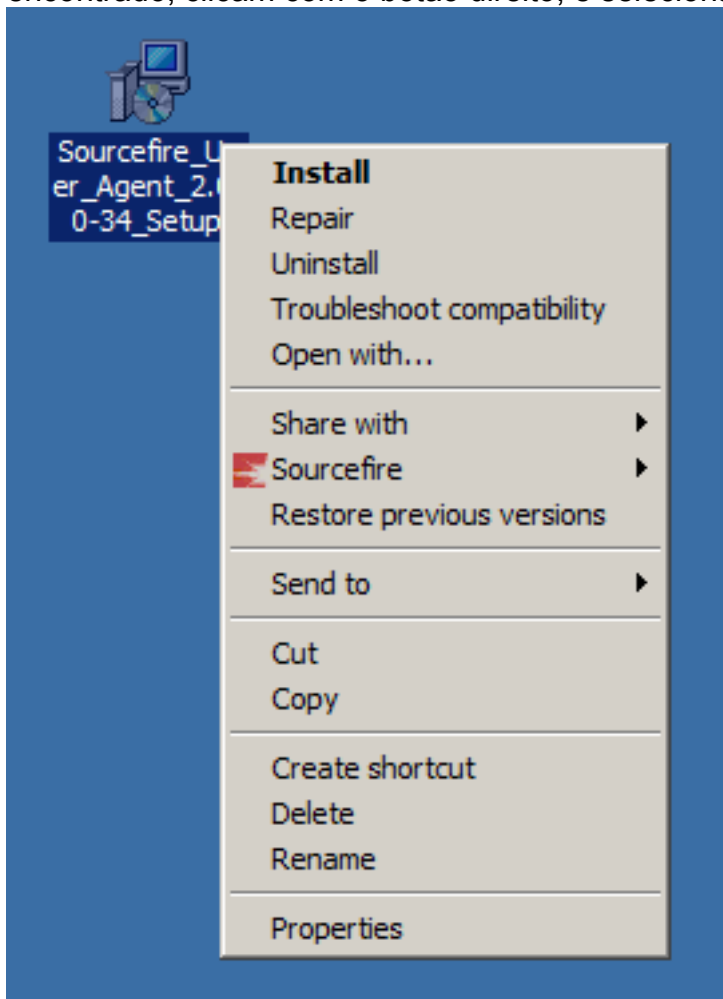 Sourcefire_U
er_Agent_2.
0-34_Setup
Install
Repair
Uninstall
Troubleshoot compatibility
Open with...
Share with
Sourcefire
Restore previous versions
Send to
Cut
Copy
Create shortcut
Delete
Rename
Properties